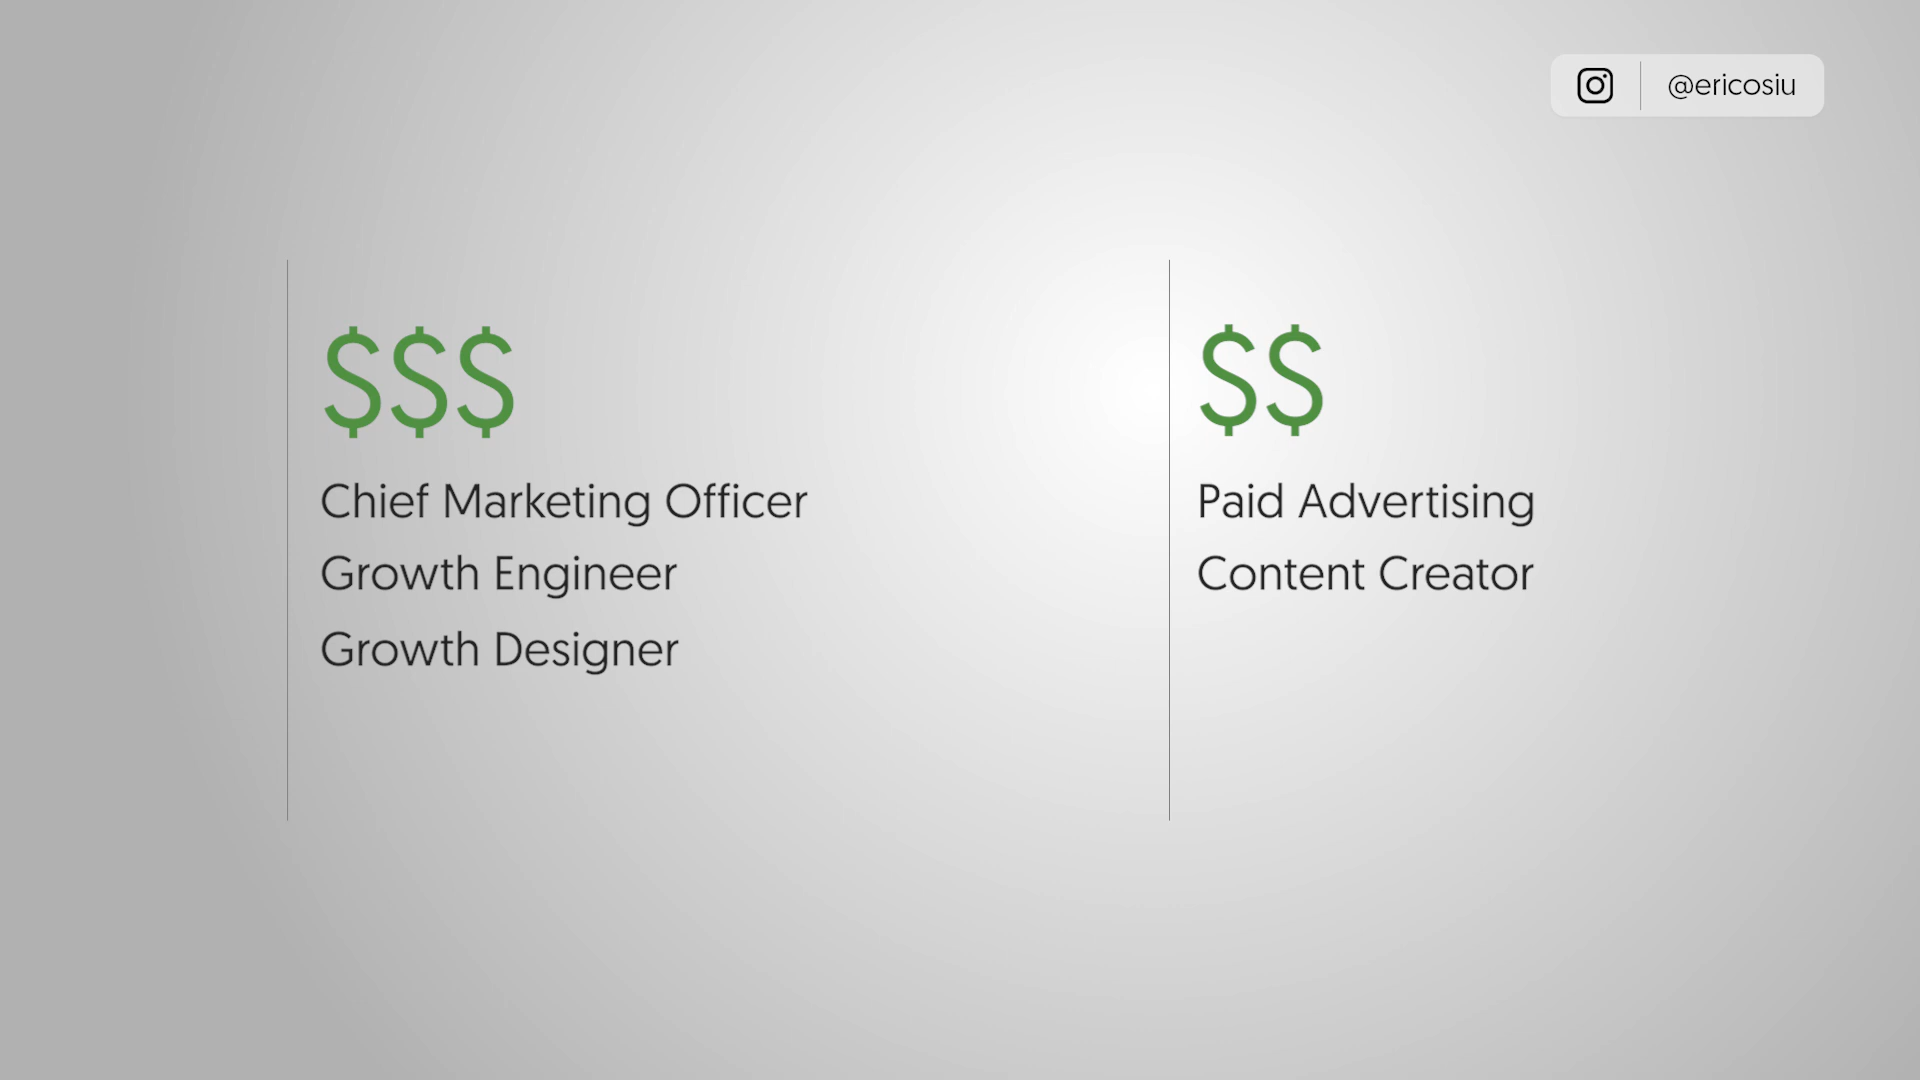 @ericosiu
$$$
Chief Marketing Officer
Growth Engineer
Growth Designer
$$
Paid Advertising
Content Creator